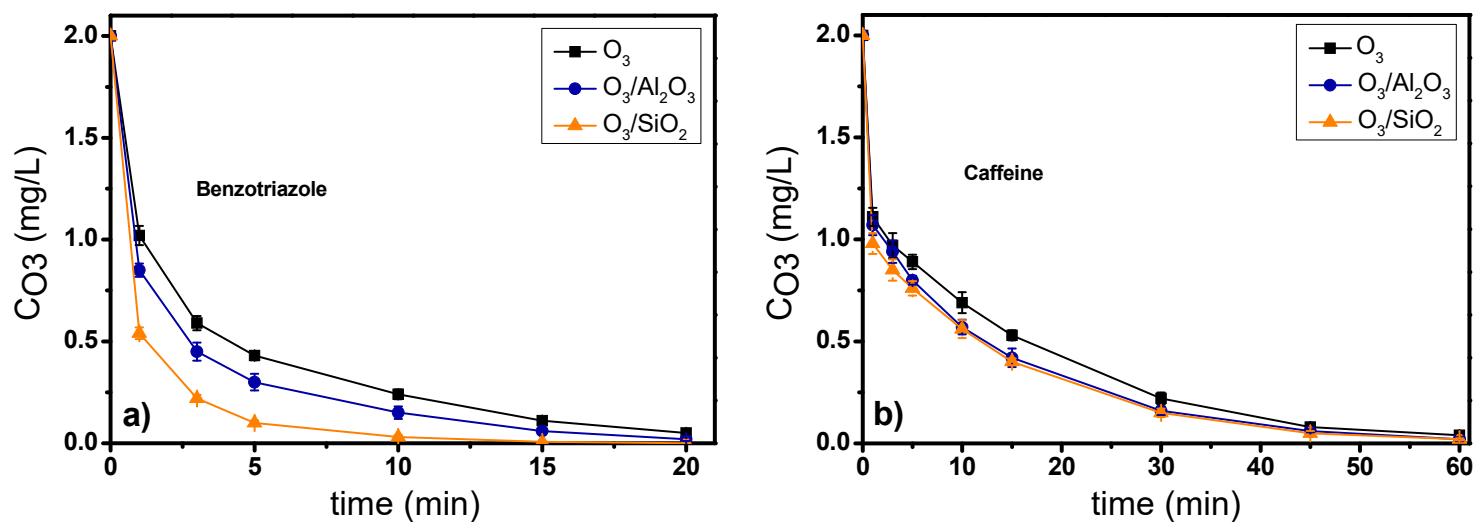 2.0
1.5
1.0
0.5
0.0
C_O3 (mg/L)
O₃
O₃/Al₂O₃
O₃/SiO₂
Benzotriazole
a)
0 5 10 15 20
time (min)
2.0
1.5
1.0
0.5
0.0
C_O3 (mg/L)
O₃
O₃/Al₂O₃
O₃/SiO₂
Caffeine
b)
0 10 20 30 40 50 60
time (min)